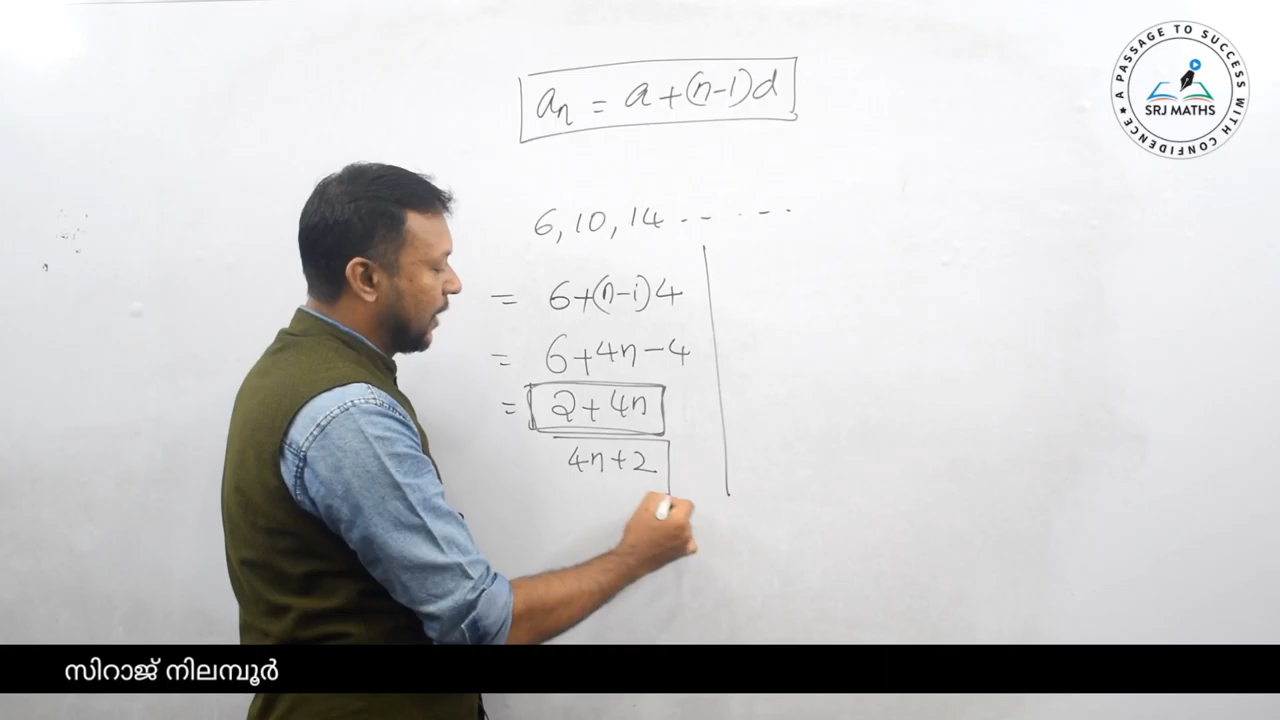 aₙ = a + (n-1)d
6, 10, 14 -- - --
= 6+(n-1)4
= 6+4n-4
= 2+4n
4n+2
A PASSAGE TO SUCCESS WITH CONFIDENCE
SRJ MATHS
സിറാജ് നിലമ്പൂർ